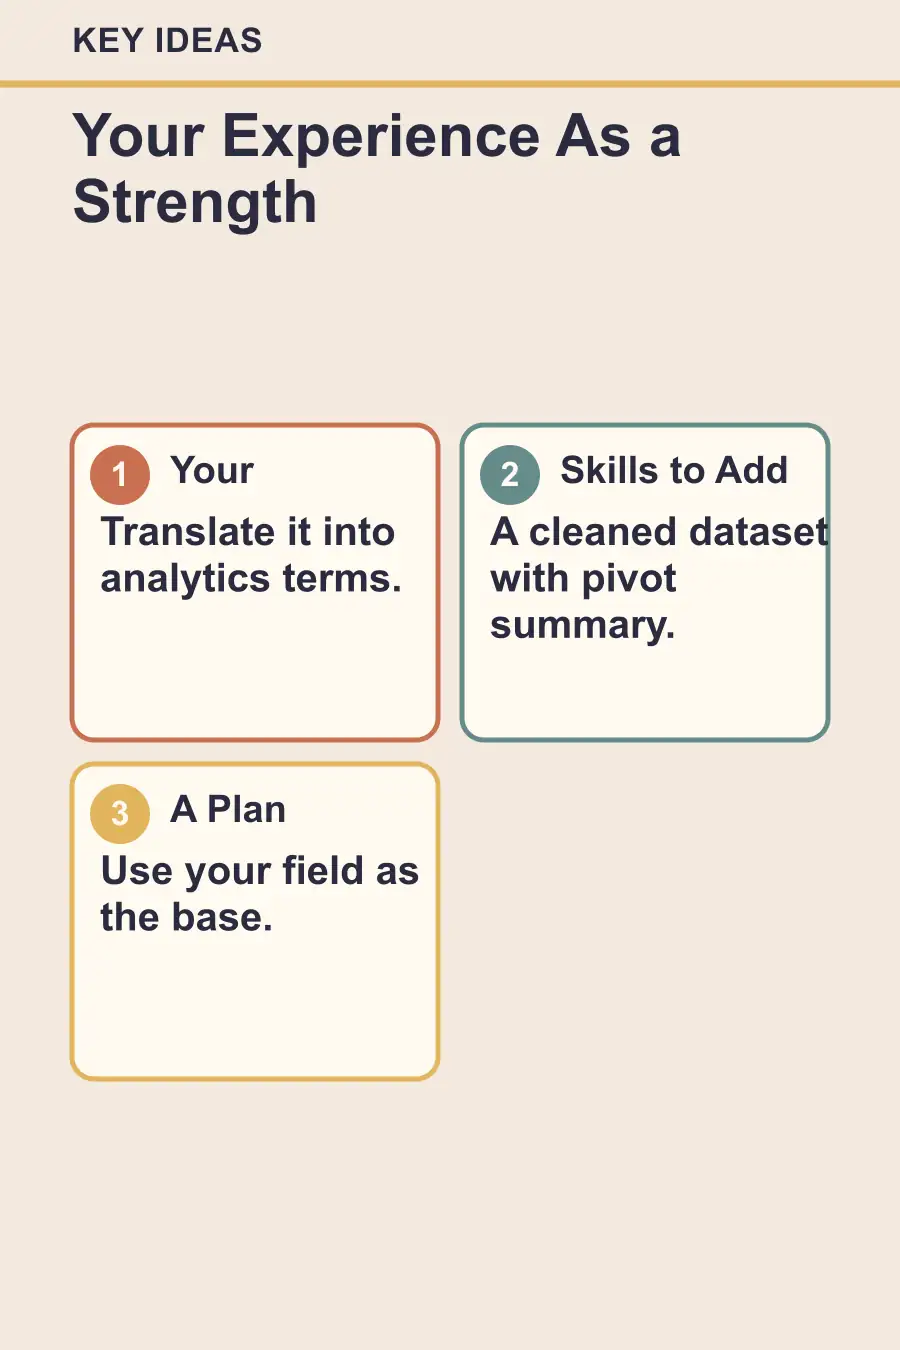 KEY IDEAS
Your Experience As a
Strength
1 Your
Translate it into
analytics terms.
2 Skills to Add
A cleaned dataset
with pivot
summary.
3 A Plan
Use your field as
the base.